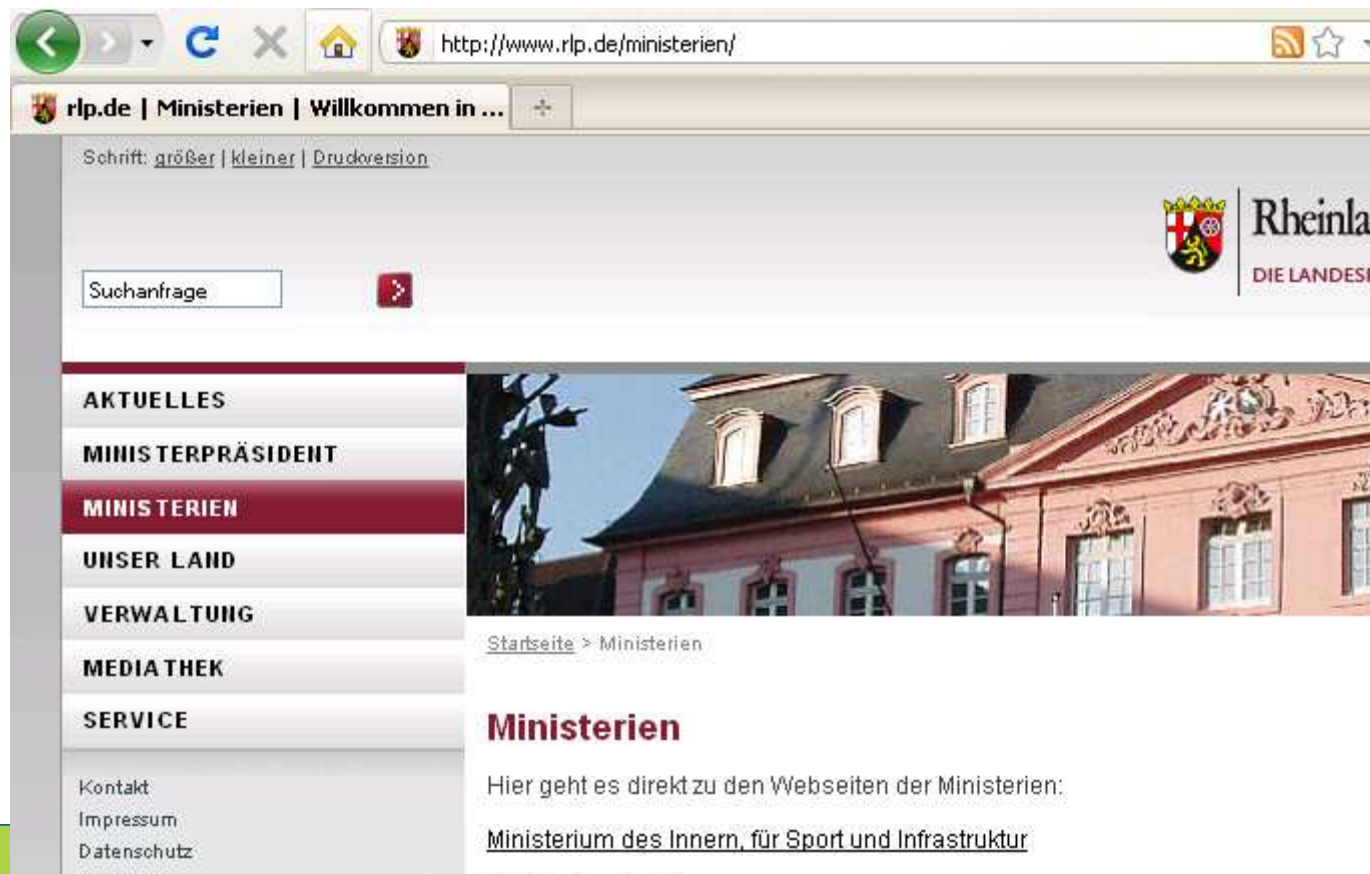 http://www.rlp.de/ministerien/
rlp.de | Ministerien | Willkommen in ...
Schrift: größer | kleiner | Druckversion
Rheinla
DIE LANDES
Suchanfrage
AKTUELLES
MINISTERPRÄSIDENT
MINISTERIEN
UNSER LAND
VERWALTUNG
MEDIATHEK
SERVICE
Kontakt
Impressum
Datenschutz
Startseite > Ministerien
Ministerien
Hier geht es direkt zu den Webseiten der Ministerien:
Ministerium des Innern, für Sport und Infrastruktur